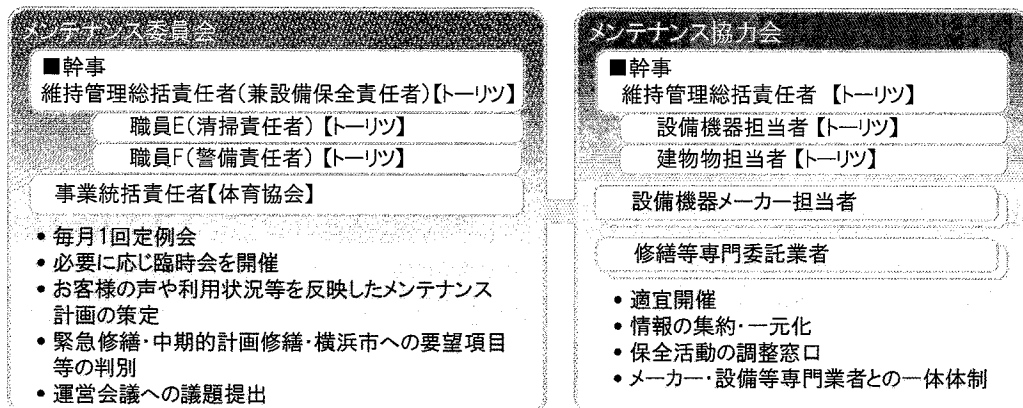 メンテナンス委員会
■幹事
維持管理総括責任者(兼設備保全責任者)【トーリツ】
職員E(清掃責任者)【トーリツ】
職員F(警備責任者)【トーリツ】
事業統括責任者【体育協会】
• 毎月1回定例会
• 必要に応じ臨時会を開催
• お客様の声や利用状況等を反映したメンテナンス
計画の策定
• 緊急修繕・中期的計画修繕・横浜市への要望項目
等の判別
• 運営会議への議題提出
メンテナンス協力会
■幹事
維持管理総括責任者 【トーリツ】
設備機器担当者【トーリツ】
建物物担当者【トーリツ】
設備機器メーカー担当者
修繕等専門委託業者
• 適宜開催
• 情報の集約・一元化
• 保全活動の調整窓口
• メーカー・設備等専門業者との一体体制